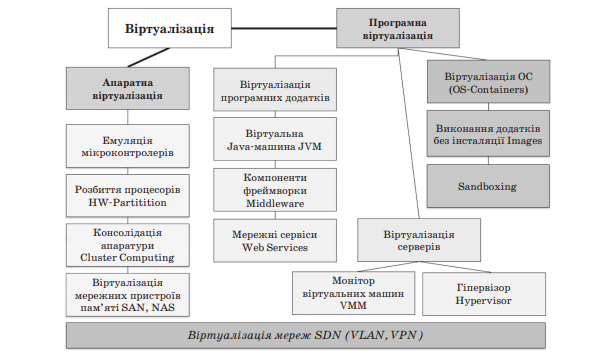 Віртуалізація
Програмна
віртуалізація
Апаратна
віртуалізація
Емуляція
мікроконтролерів
Розбиття процесорів
HW-Partitition
Консолідація
апаратури
Cluster Computing
Віртуалізація
мережних пристроїв
пам’яті SAN, NAS
Віртуалізація
програмних додатків
Віртуальна
Java-машина JVM
Компоненти
фреймворки
Middleware
Мережні сервіси
Web Services
Віртуалізація ОС
(OS-Containers)
Виконання додатків
без інсталяції Images
Sandboxing
Віртуалізація
серверів
Монітор
віртуальних машин
VMM
Гіпервізор
Hypervisor
Віртуалізація мереж SDN (VLAN, VPN)